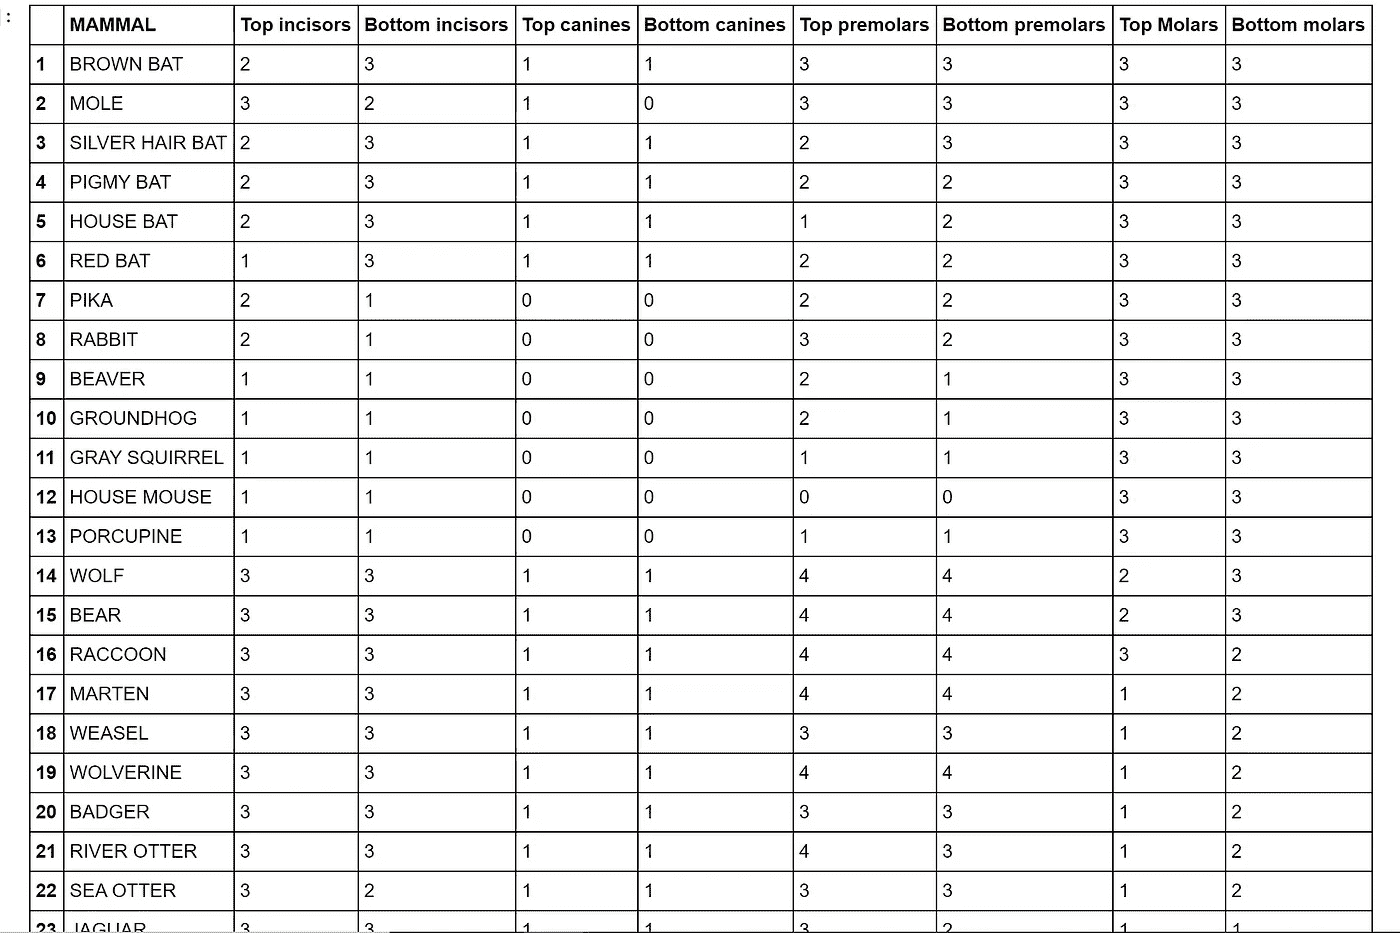 :
MAMMAL Top incisors Bottom incisors Top canines Bottom canines Top premolars Bottom premolars Top Molars Bottom molars
1 BROWN BAT 2 3 1 1 3 3 3 3
2 MOLE 3 2 1 0 3 3 3 3
3 SILVER HAIR BAT 2 3 1 1 2 3 3 3
4 PIGMY BAT 2 3 1 1 2 2 3 3
5 HOUSE BAT 2 3 1 1 1 2 3 3
6 RED BAT 1 3 1 1 2 2 3 3
7 PIKA 2 1 0 0 2 2 3 3
8 RABBIT 2 1 0 0 3 2 3 3
9 BEAVER 1 1 0 0 2 1 3 3
10 GROUNDHOG 1 1 0 0 2 1 3 3
11 GRAY SQUIRREL 1 1 0 0 1 1 3 3
12 HOUSE MOUSE 1 1 0 0 0 0 3 3
13 PORCUPINE 1 1 0 0 1 1 3 3
14 WOLF 3 3 1 1 4 4 2 3
15 BEAR 3 3 1 1 4 4 2 3
16 RACCOON 3 3 1 1 4 4 3 2
17 MARTEN 3 3 1 1 4 4 1 2
18 WEASEL 3 3 1 1 3 3 1 2
19 WOLVERINE 3 3 1 1 4 4 1 2
20 BADGER 3 3 1 1 3 3 1 2
21 RIVER OTTER 3 3 1 1 4 3 1 2
22 SEA OTTER 3 2 1 1 3 3 1 2
23 JAGUAR 3 3 1 1 3 2 1 1